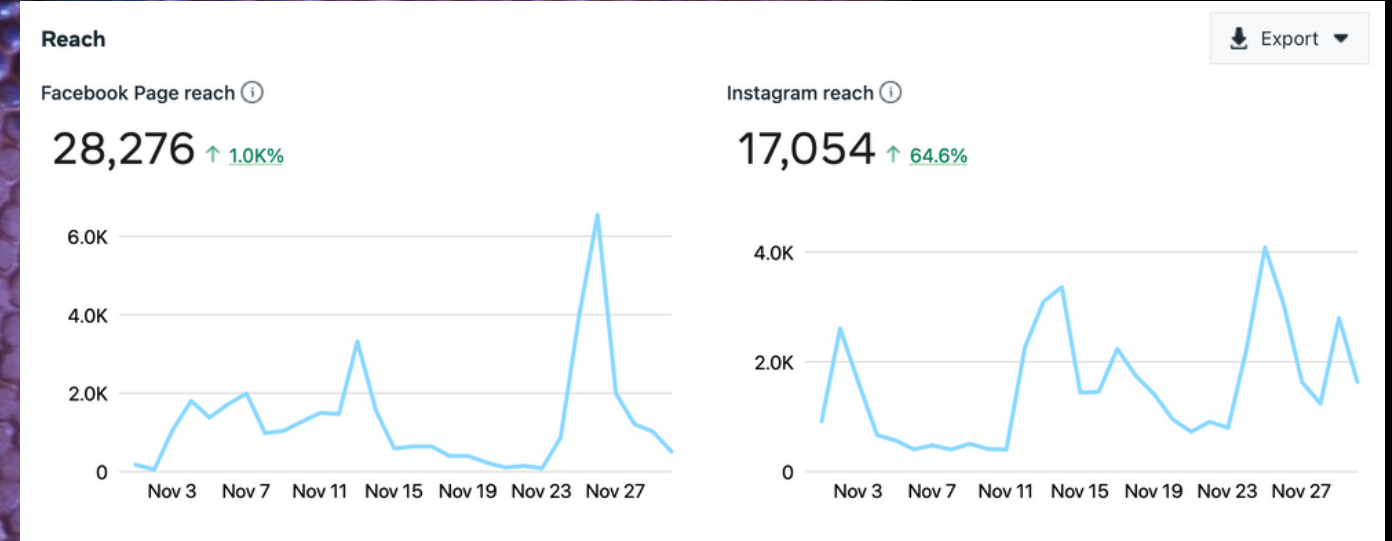 Reach
Export
Facebook Page reach
28,276 ↑ 1.0K%
6.0K
4.0K
2.0K
0
Nov 3 Nov 7 Nov 11 Nov 15 Nov 19 Nov 23 Nov 27
Instagram reach
17,054 ↑ 64.6%
4.0K
2.0K
0
Nov 3 Nov 7 Nov 11 Nov 15 Nov 19 Nov 23 Nov 27